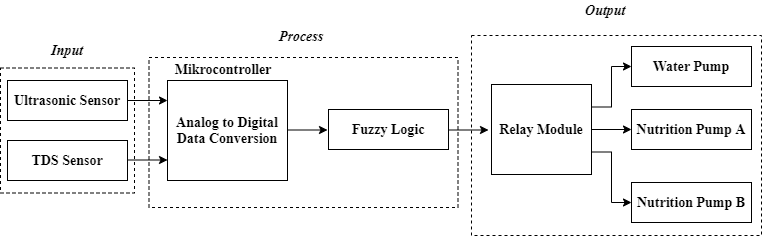 Input
Process
Output
Mikrocontroller
Ultrasonic Sensor
TDS Sensor
Analog to Digital
Data Conversion
Fuzzy Logic
Relay Module
Water Pump
Nutrition Pump A
Nutrition Pump B